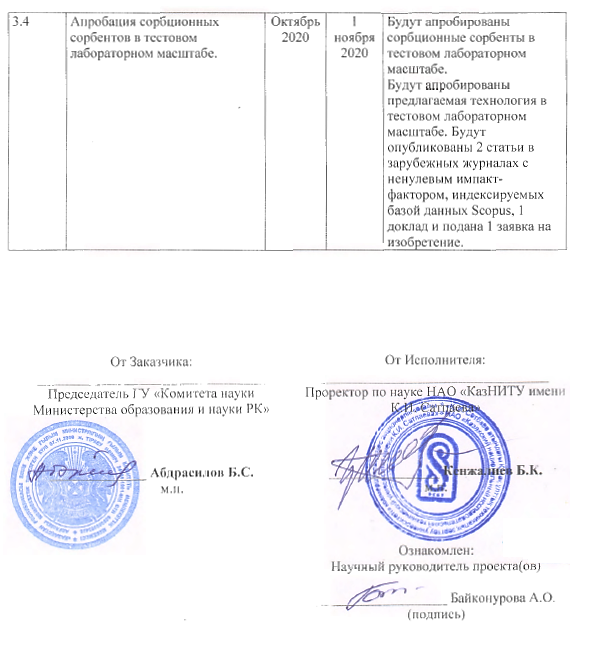 3.4
Апробация сорбционных
сорбентов в тестовом
лабораторном масштабе.
Октябрь
2020
1
ноября
2020
Будут апробированы
сорбционные сорбенты в
тестовом лабораторном
масштабе.
Будут апробированы
предлагаемая технология в
тестовом лабораторном
масштабе. Будут
опубликованы 2 статьи в
зарубежных журналах с
ненулевым импакт-
фактором, индексируемых
базой данных Scopus, 1
доклад и подана 1 заявка на
изобретение.
От Заказчика:
Председатель ГУ «Комитета науки
Министерства образования и науки РК»
Абдрасилов Б.С.
м.п.
От Исполнителя:
Проректор по науке НАО «КазНИТУ имени
К.И. Сатпаева»
Кенжалиев Б.К.
м.п.
Ознакомлен:
Научный руководитель проекта(ов)
Байконурова А.О.
(подпись)